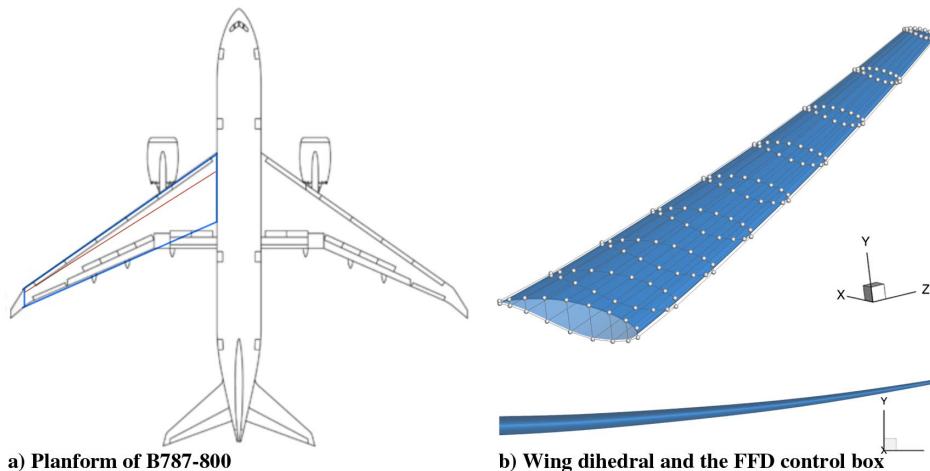 Y
X
Z
Y
X
a) Planform of B787-800
b) Wing dihedral and the FFD control box